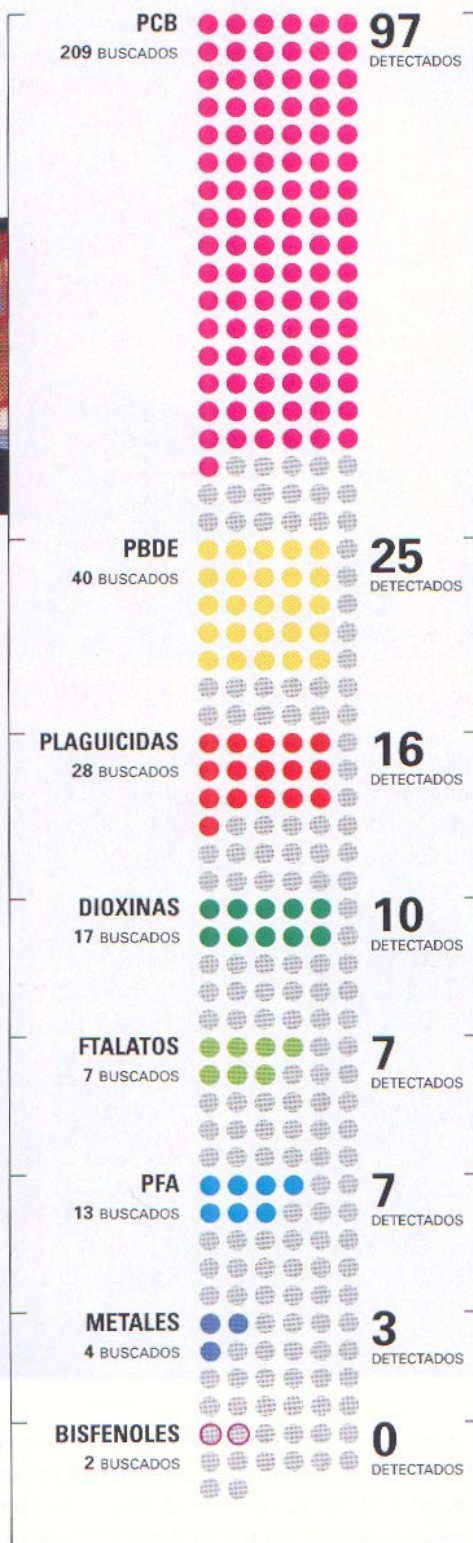 PCB
209 BUSCADOS
97
DETECTADOS
PBDE
40 BUSCADOS
25
DETECTADOS
PLAGUICIDAS
28 BUSCADOS
16
DETECTADOS
DIOXINAS
17 BUSCADOS
10
DETECTADOS
FTALATOS
7 BUSCADOS
7
DETECTADOS
PFA
13 BUSCADOS
7
DETECTADOS
METALES
4 BUSCADOS
3
DETECTADOS
BISFENOLES
2 BUSCADOS
0
DETECTADOS